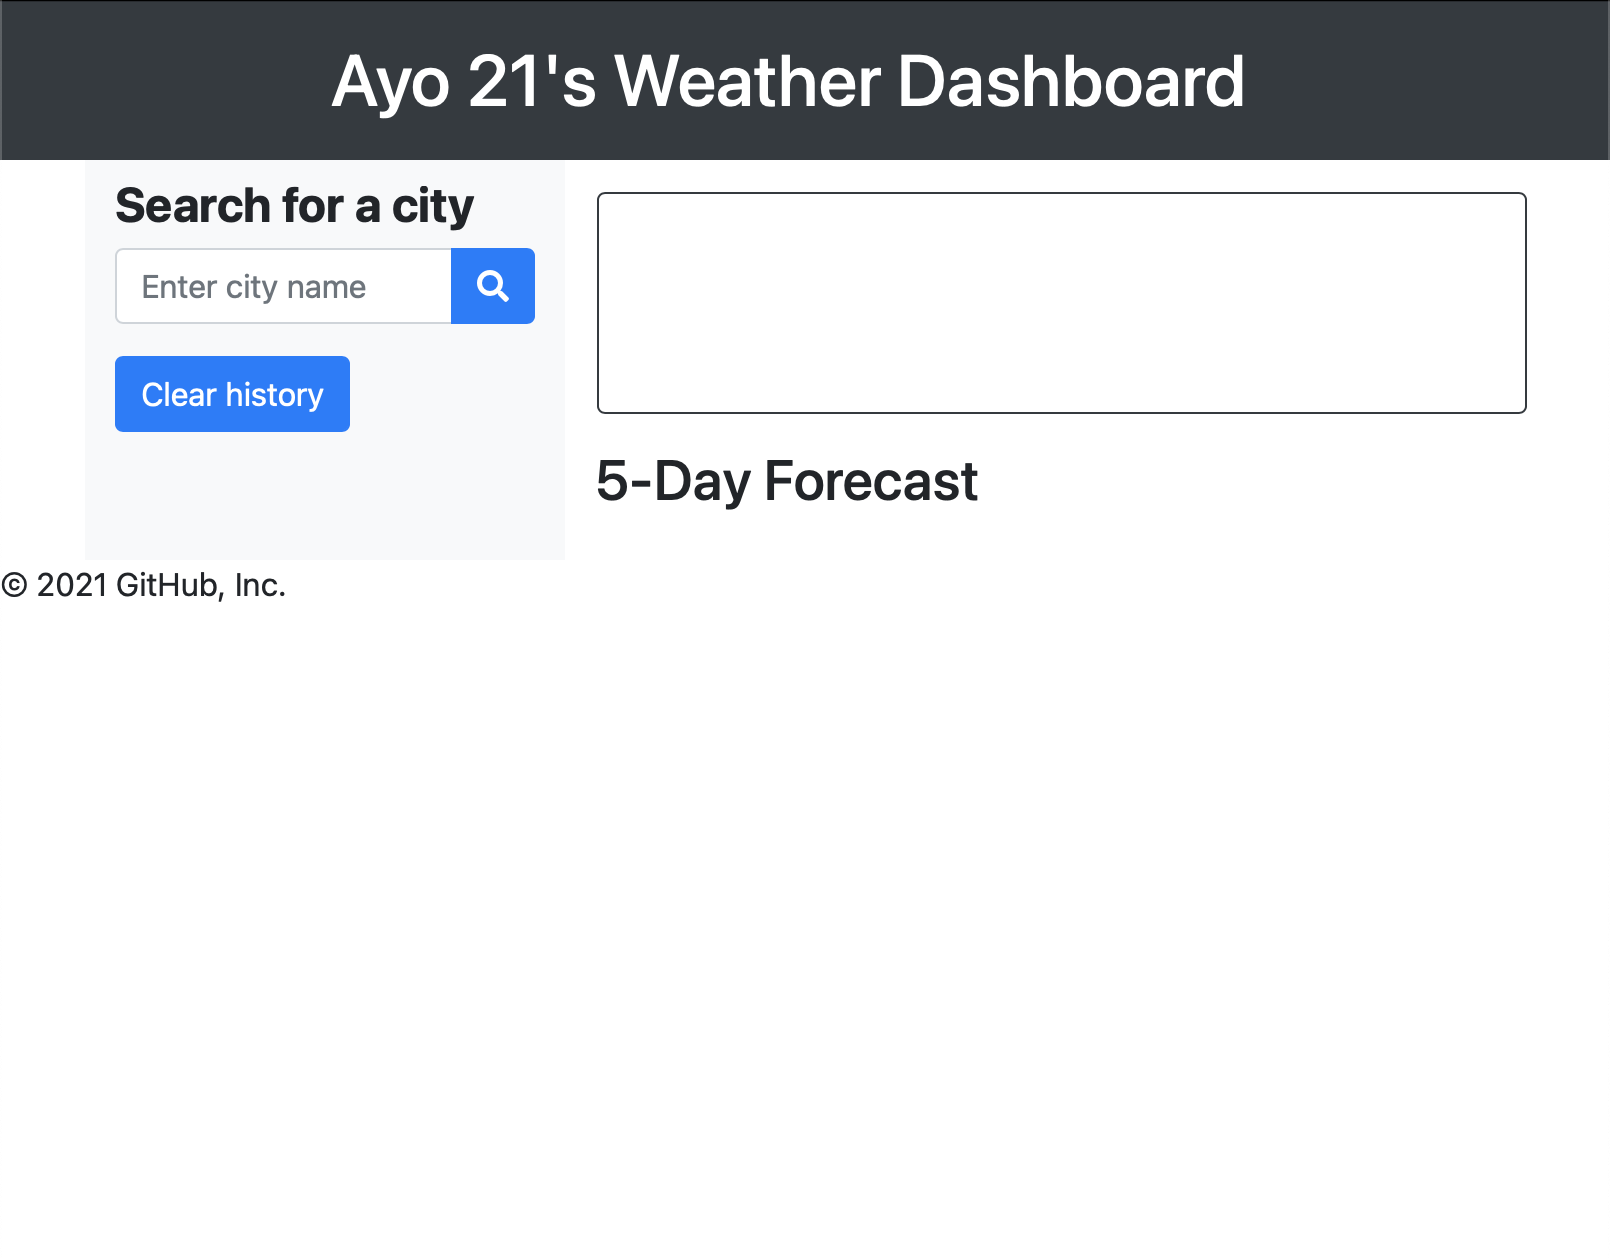 Ayo 21's Weather Dashboard
Search for a city
Enter city name
Clear history
5-Day Forecast
© 2021 GitHub, Inc.